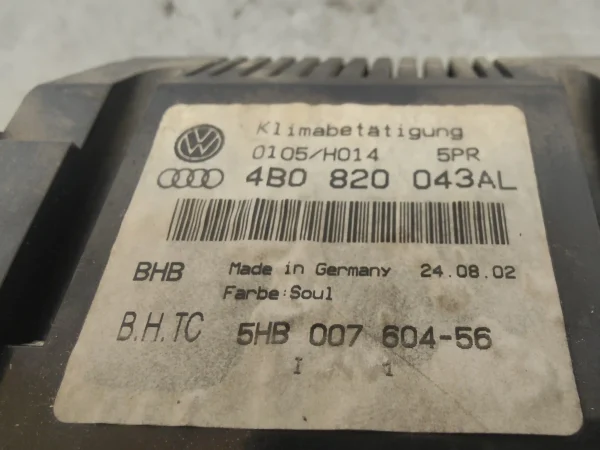 Klimabetätigung
0105/H014 5PR
4B0 820 043AL
BHB Made in Germany 24.08.02
Farbe:Soul
B.H.TC 5HB 007 604-56
I 1